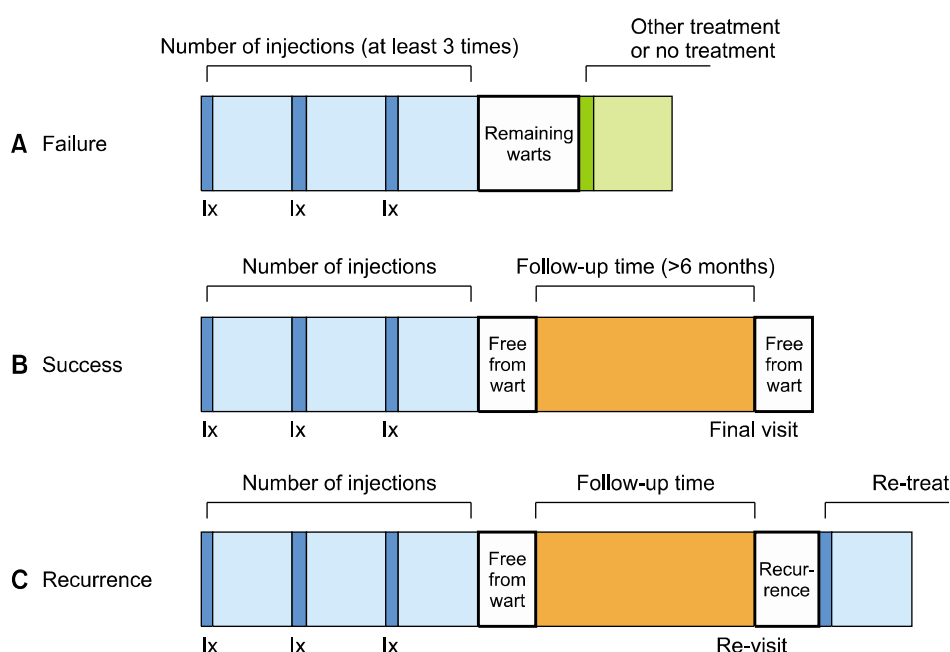 Other treatment
or no treatment
Number of injections (at least 3 times)
A Failure
Remaining
warts
Ix Ix Ix
Number of injections Follow-up time (>6 months)
B Success
Free
from
wart
Free
from
wart
Ix Ix Ix Final visit
Number of injections Follow-up time Re-treat
C Recurrence
Free
from
wart
Recur-
rence
Ix Ix Ix Re-visit